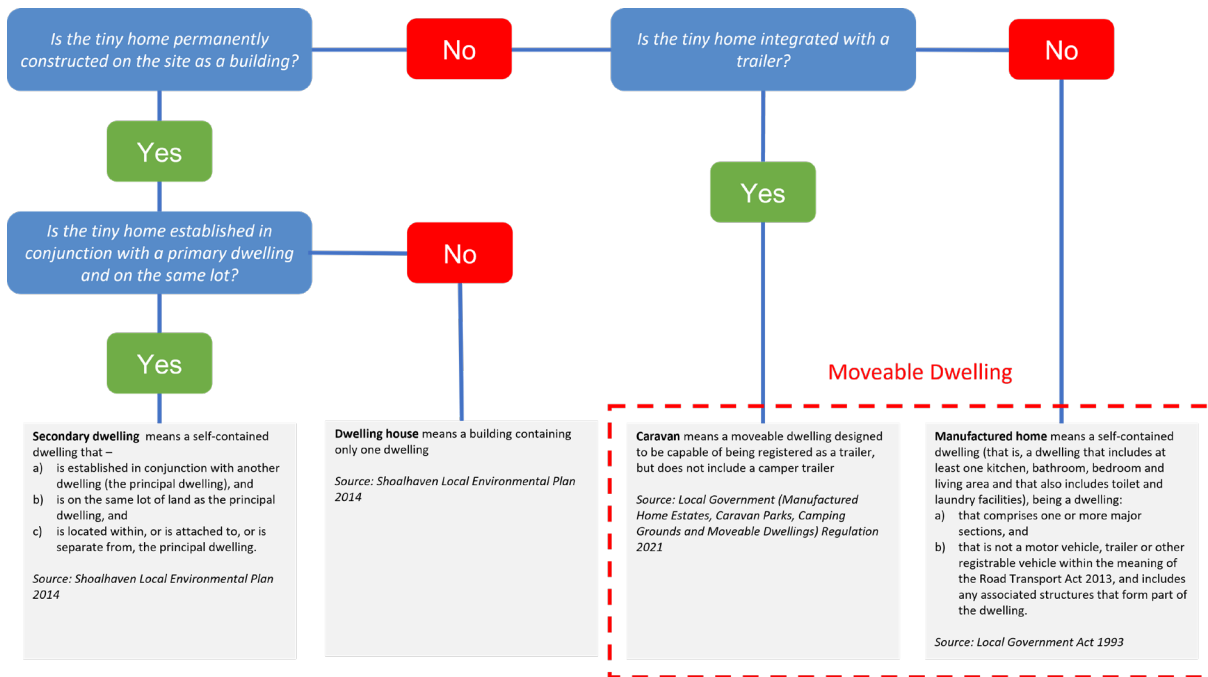 Is the tiny home permanently
constructed on the site as a building?
No
Is the tiny home integrated with a
trailer?
No
Yes
Yes
Is the tiny home established in
conjunction with a primary dwelling
and on the same lot?
No
Yes
Moveable Dwelling
Secondary dwelling means a self-contained
dwelling that –
a) is established in conjunction with another
dwelling (the principal dwelling), and
b) is on the same lot of land as the principal
dwelling, and
c) is located within, or is attached to, or is
separate from, the principal dwelling.
Source: Shoalhaven Local Environmental Plan
2014
Dwelling house means a building containing
only one dwelling
Source: Shoalhaven Local Environmental Plan
2014
Caravan means a moveable dwelling designed
to be capable of being registered as a trailer,
but does not include a camper trailer
Source: Local Government (Manufactured
Home Estates, Caravan Parks, Camping
Grounds and Moveable Dwellings) Regulation
2021
Manufactured home means a self-contained
dwelling (that is, a dwelling that includes at
least one kitchen, bathroom, bedroom and
living area and that also includes toilet and
laundry facilities), being a dwelling:
a) that comprises one or more major
sections, and
b) that is not a motor vehicle, trailer or other
registrable vehicle within the meaning of
the Road Transport Act 2013, and includes
any associated structures that form part of
the dwelling.
Source: Local Government Act 1993